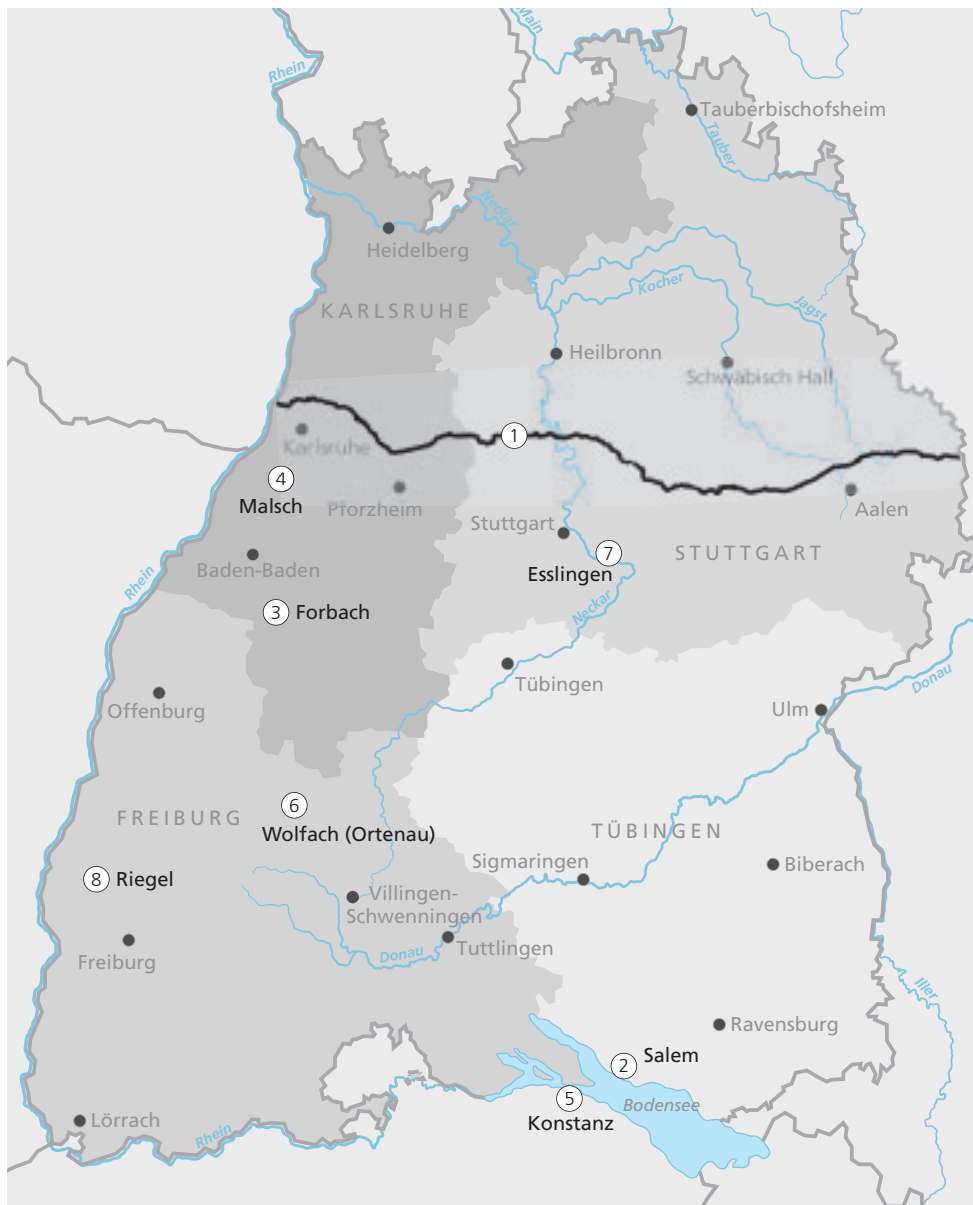 Main
Rhein
Tauberbischofsheim
Tauber
Neckar
Heidelberg
KARLSRUHE
Kocher
Jagst
Heilbronn
Schwäbisch Hall
Karlsruhe
1
4
Malsch
Pforzheim
Aalen
Stuttgart
STUTTGART
7
Esslingen
Baden-Baden
Rhein
3 Forbach
Neckar
Tübingen
Donau
Offenburg
Ulm
6
FREIBURG
Wolfach (Ortenau)
TÜBINGEN
Sigmaringen
Biberach
8 Riegel
Villingen-
Schwenningen
Freiburg
Donau
Tuttlingen
Iller
Ravensburg
2 Salem
5
Bodensee
Konstanz
Lörrach
Rhein